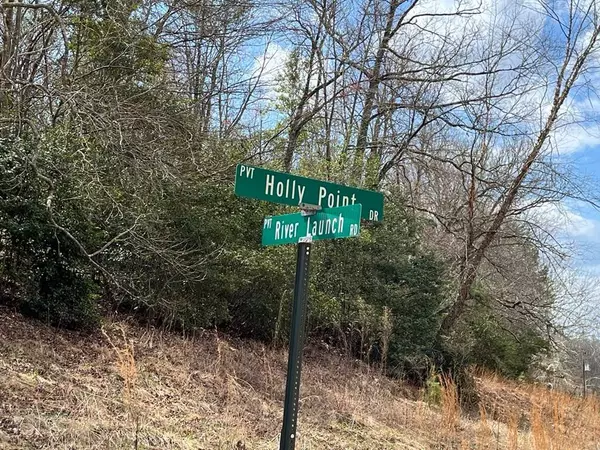 PVT Holly Point DR
PVT River Launch RD